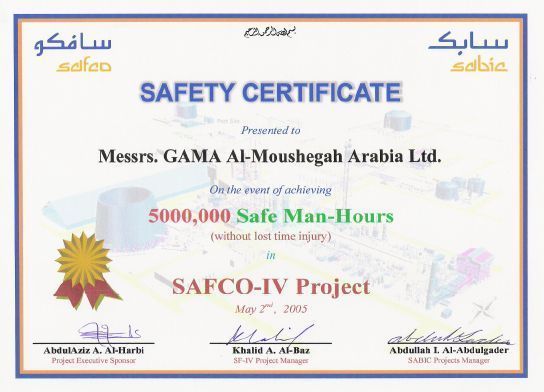 سافكو
سابك
safco
sabic
SAFETY CERTIFICATE
Presented to
Messrs. GAMA Al-Moushegah Arabia Ltd.
On the event of achieving
5000,000 Safe Man-Hours
(without lost time injury)
in
SAFCO-IV Project
May 2nd, 2005
AbdulAziz A. Al-Harbi
Khalid A. Al-Baz
Abdullah I. Al-Abdulgader
Project Executive Sponsor
SF-IV Project Manager
SABIC Projects Manager